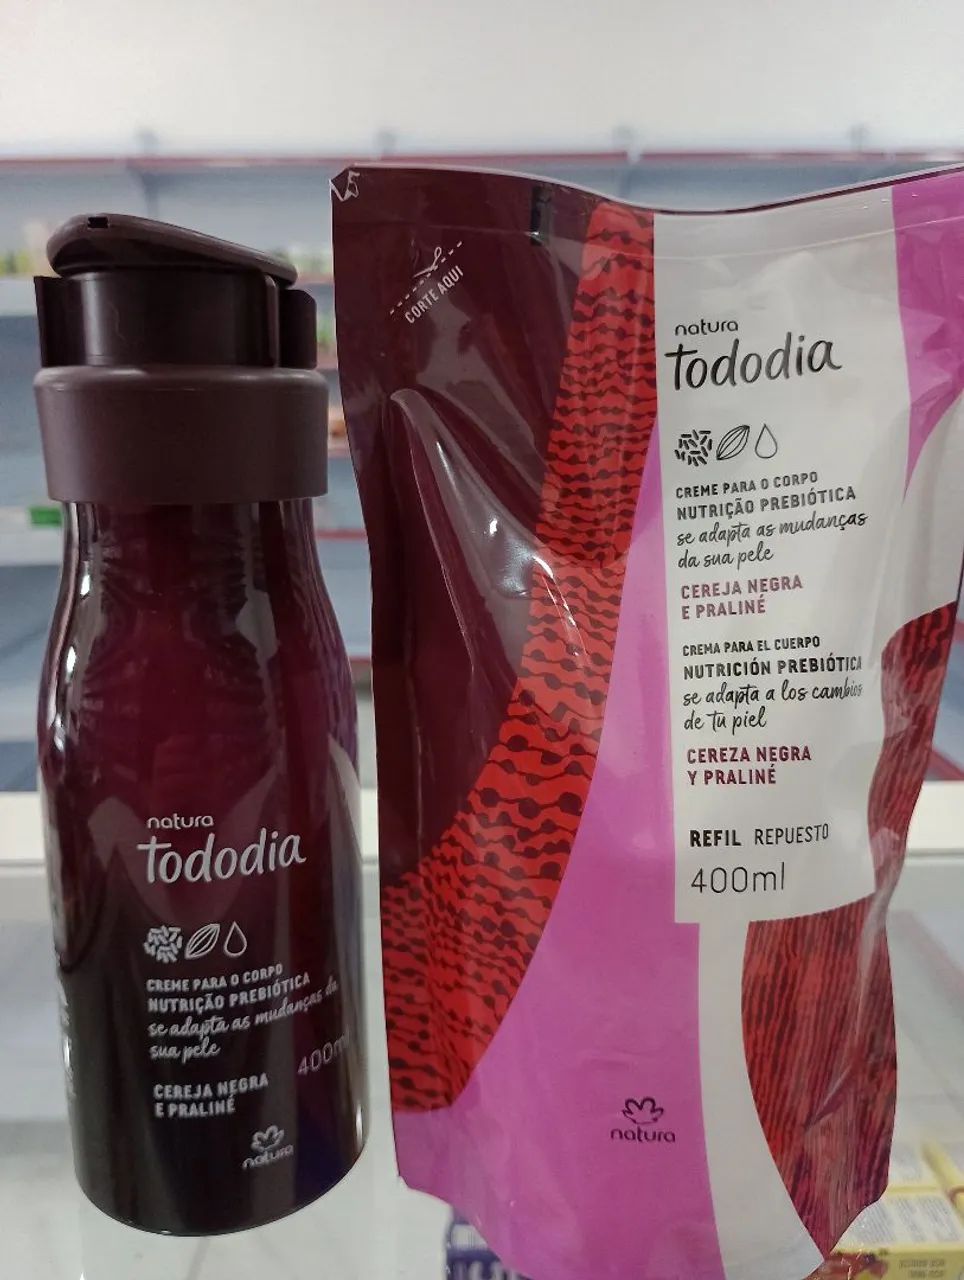 natura
tododia
CREME PARA O CORPO
NUTRIÇÃO PREBIÓTICA
se adapta as mudanças da
sua pele
400ml
CEREJA NEGRA
E PRALINÉ
natura
CORTE AQUI
natura
tododia
CREME PARA O CORPO
NUTRIÇÃO PREBIÓTICA
se adapta as mudanças
da sua pele
CEREJA NEGRA
E PRALINÉ
CREMA PARA EL CUERPO
NUTRICIÓN PREBIÓTICA
se adapta a los cambios
de tu piel
CEREZA NEGRA
Y PRALINÉ
REFIL REPUESTO
400ml
natura